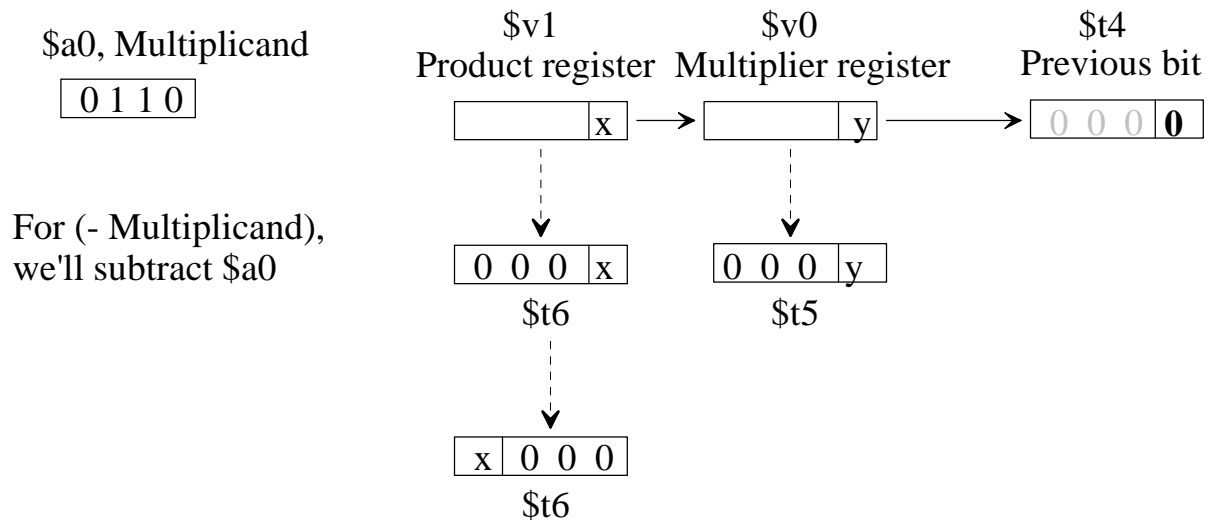 $a0, Multiplicand
0 1 1 0
$v1
Product register
$v0
Multiplier register
$t4
Previous bit
x
y
0 0 0 0
For (- Multiplicand),
we'll subtract $a0
0 0 0 x
$t6
0 0 0 y
$t5
x 0 0 0
$t6